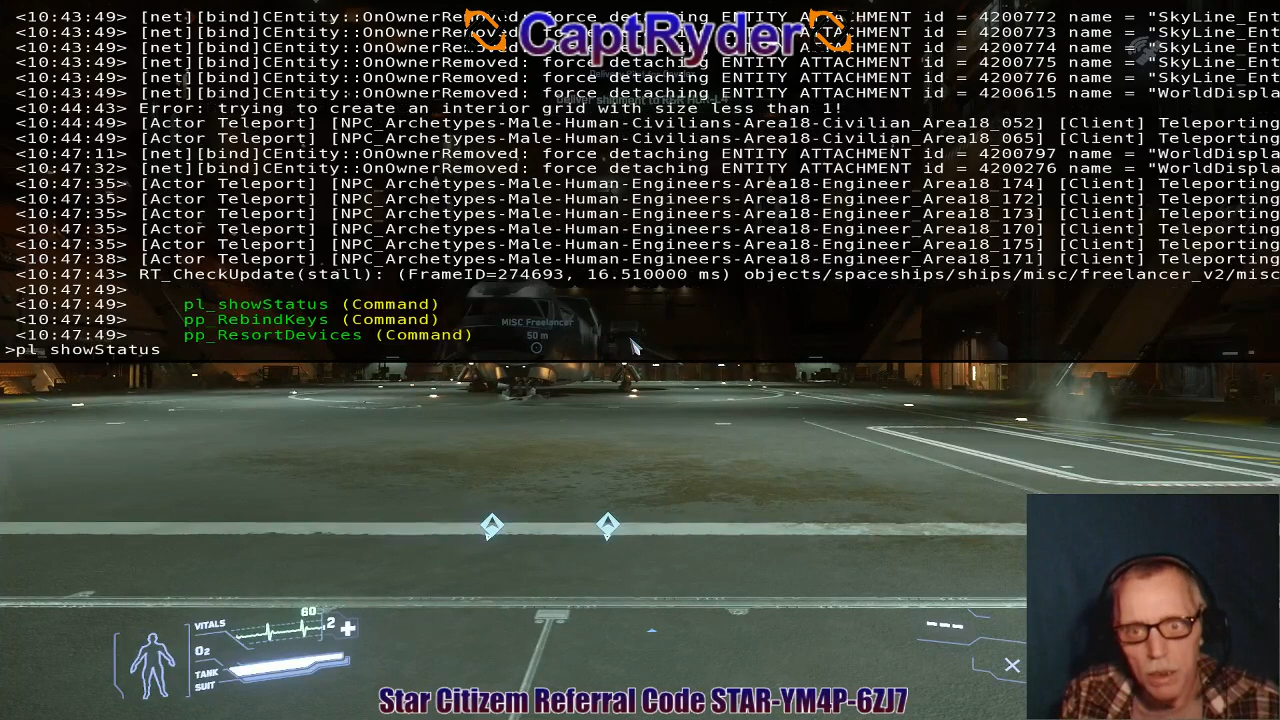 <10:43:49> [net][bind]CEntity::OnOwnerRemoved: force detaching ENTITY ATTACHMENT id = 4200772 name = "SkyLine_Ent
<10:43:49> [net][bind]CEntity::OnOwnerRemoved: force detaching ENTITY ATTACHMENT id = 4200773 name = "SkyLine_Ent
<10:43:49> [net][bind]CEntity::OnOwnerRemoved: force detaching ENTITY ATTACHMENT id = 4200774 name = "SkyLine_Ent
CaptRyder
<10:43:49> [net][bind]CEntity::OnOwnerRemoved: force detaching ENTITY ATTACHMENT id = 4200775 name = "SkyLine_Ent
<10:43:49> [net][bind]CEntity::OnOwnerRemoved: force detaching ENTITY ATTACHMENT id = 4200776 name = "SkyLine_Ent
<10:43:49> [net][bind]CEntity::OnOwnerRemoved: force detaching ENTITY ATTACHMENT id = 4200615 name = "WorldDispla
Deliver shipment to
<10:44:43> Error: trying to create an interior grid with size less than 1!
<10:44:49> [Actor Teleport] [NPC_Archetypes-Male-Human-Civilians-Area18-Civilian_Area18_052] [Client] Teleporting
<10:44:49> [Actor Teleport] [NPC_Archetypes-Male-Human-Civilians-Area18-Civilian_Area18_065] [Client] Teleporting
<10:47:11> [net][bind]CEntity::OnOwnerRemoved: force detaching ENTITY ATTACHMENT id = 4200797 name = "WorldDispla
<10:47:32> [net][bind]CEntity::OnOwnerRemoved: force detaching ENTITY ATTACHMENT id = 4200276 name = "WorldDispla
<10:47:35> [Actor Teleport] [NPC_Archetypes-Male-Human-Engineers-Area18-Engineer_Area18_174] [Client] Teleporting
<10:47:35> [Actor Teleport] [NPC_Archetypes-Male-Human-Engineers-Area18-Engineer_Area18_172] [Client] Teleporting
<10:47:35> [Actor Teleport] [NPC_Archetypes-Male-Human-Engineers-Area18-Engineer_Area18_173] [Client] Teleporting
<10:47:35> [Actor Teleport] [NPC_Archetypes-Male-Human-Engineers-Area18-Engineer_Area18_170] [Client] Teleporting
<10:47:35> [Actor Teleport] [NPC_Archetypes-Male-Human-Engineers-Area18-Engineer_Area18_175] [Client] Teleporting
<10:47:38> [Actor Teleport] [NPC_Archetypes-Male-Human-Engineers-Area18-Engineer_Area18_171] [Client] Teleporting
<10:47:43> RT_CheckUpdate(stall): (FrameID=274693, 16.510000 ms) objects/spaceships/ships/misc/freelancer_v2/misc
<10:47:49>
<10:47:49> pl_showStatus (Command)
<10:47:49> pp_RebindKeys (Command)
<10:47:49> pp_ResortDevices (Command)
>pl_showStatus
MISC Freelancer
50 m
60
VITALS
2
O2
TANK
SUIT
Star Citizem Referral Code STAR-YM4P-6ZJ7